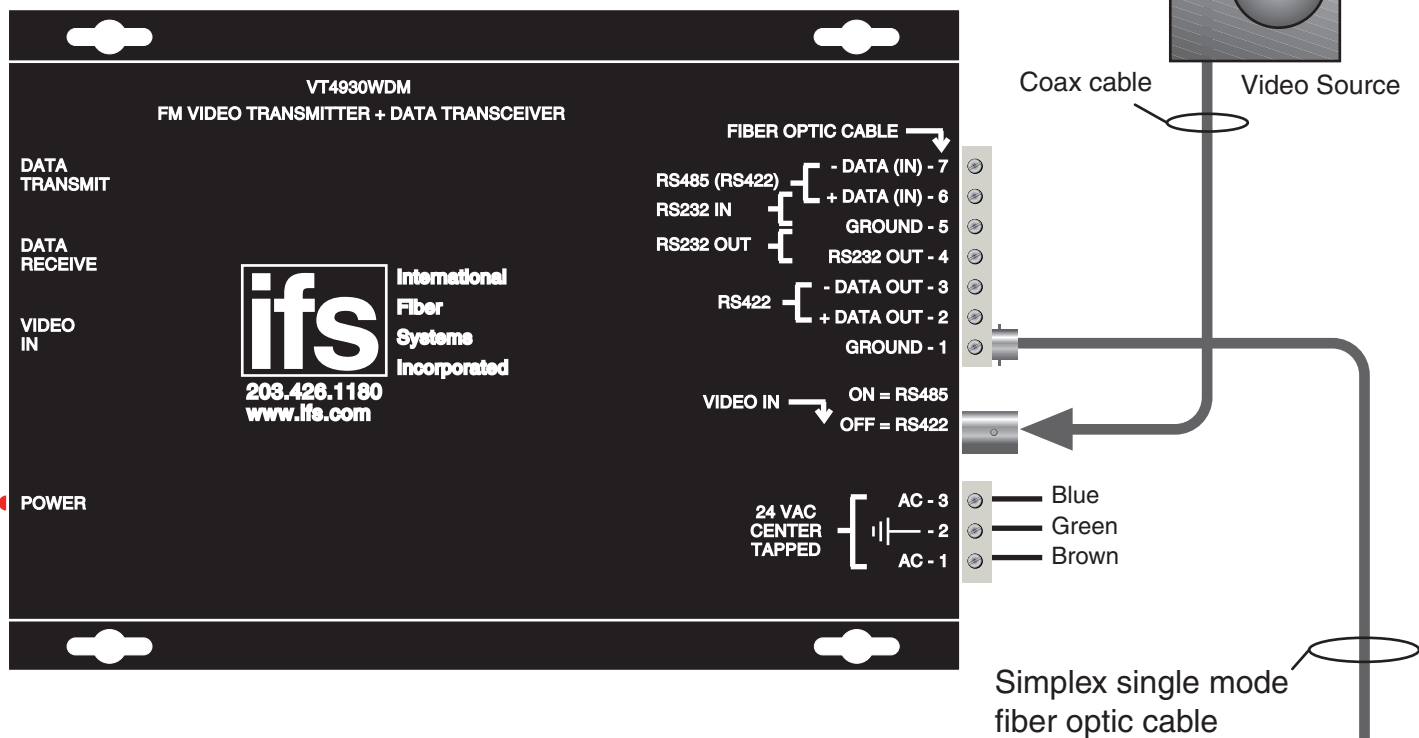 VT4930WDM
FM VIDEO TRANSMITTER + DATA TRANSCEIVER
DATA
TRANSMIT
DATA
RECEIVE
VIDEO
IN
POWER
ifs
International
Fiber
Systems
Incorporated
203.426.1180
www.ifs.com
FIBER OPTIC CABLE
RS485 (RS422)
RS232 IN
RS232 OUT
RS422
- DATA (IN) - 7
+ DATA (IN) - 6
GROUND - 5
RS232 OUT - 4
- DATA OUT - 3
+ DATA OUT - 2
GROUND - 1
VIDEO IN
ON = RS485
OFF = RS422
24 VAC
CENTER
TAPPED
AC - 3
- 2
AC - 1
Coax cable
Video Source
Blue
Green
Brown
Simplex single mode
fiber optic cable